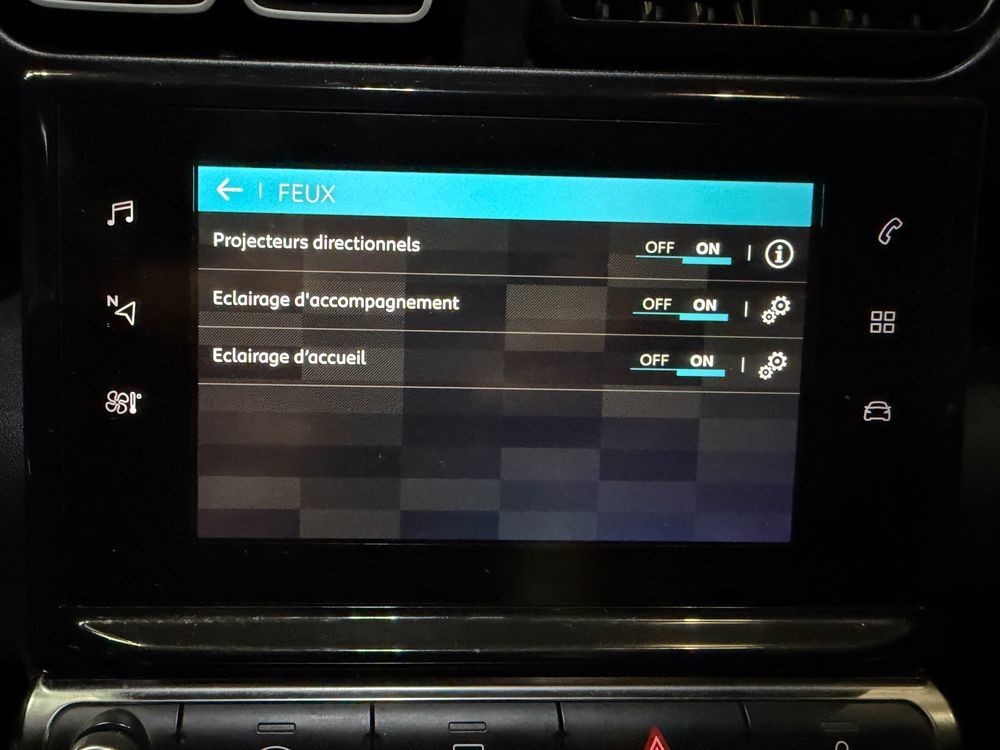 FEUX
Projecteurs directionnels OFF ON
N
Eclairage d'accompagnement OFF ON
Eclairage d'accueil OFF ON